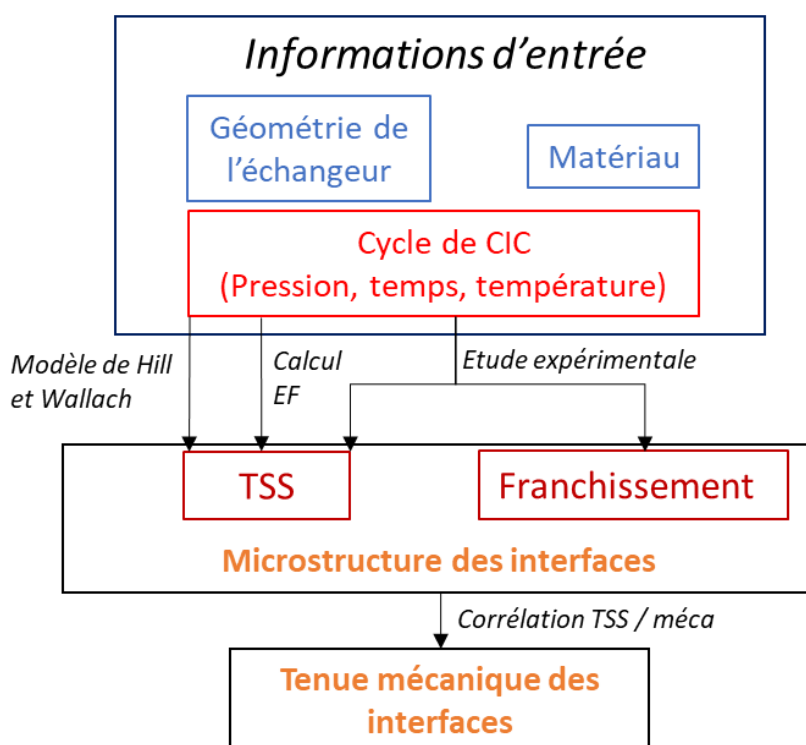 Informations d'entrée
Géométrie de
l'échangeur
Matériau
Cycle de CIC
(Pression, temps, température)
Modèle de Hill
et Wallach
Calcul
EF
Etude expérimentale
TSS
Franchissement
Microstructure des interfaces
Corrélation TSS / méca
Tenue mécanique des
interfaces